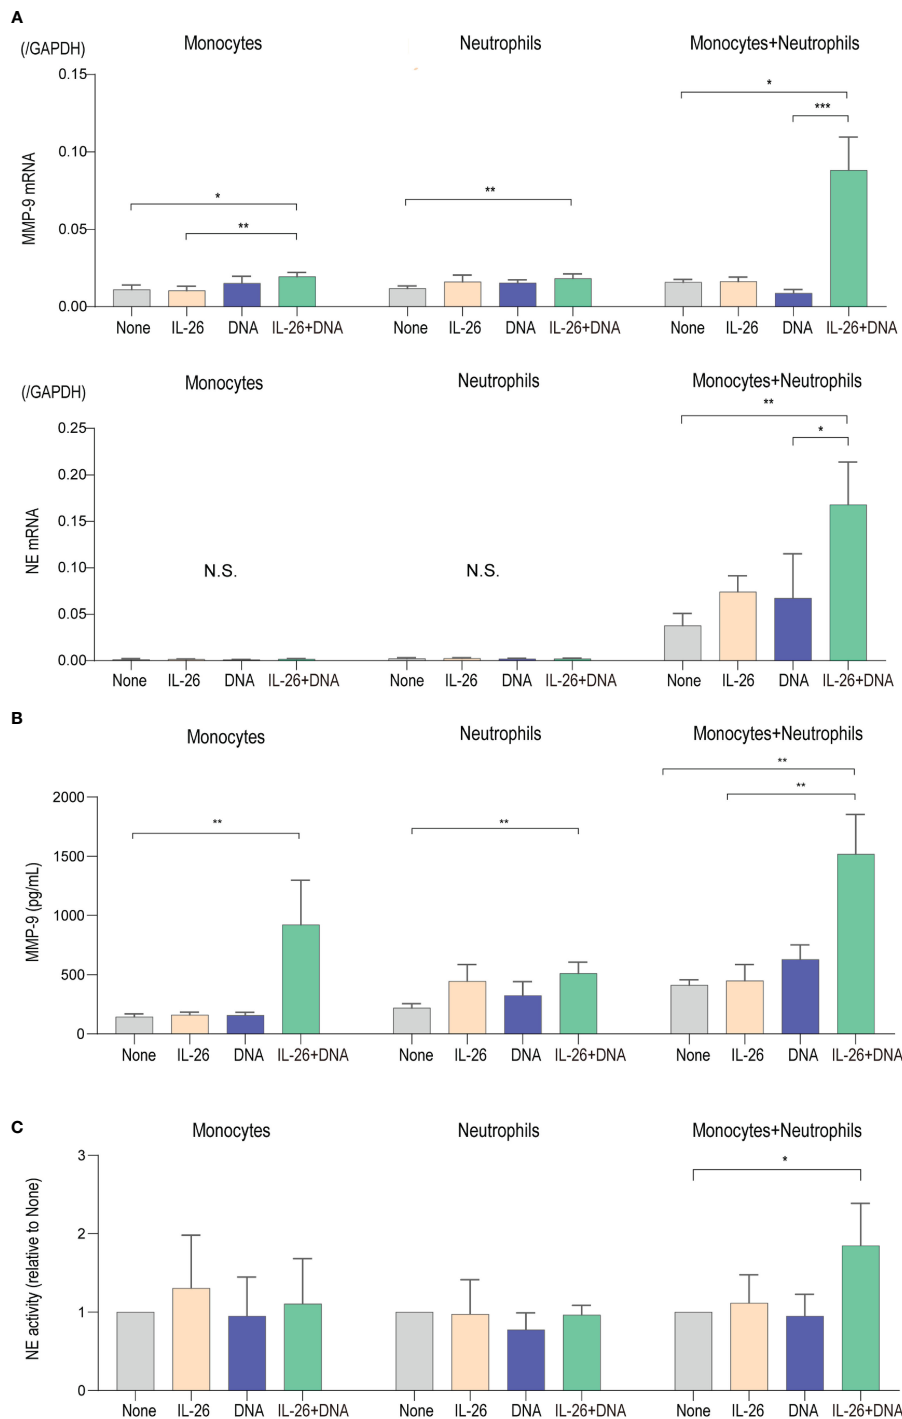 A
(/GAPDH)
Monocytes
Neutrophils
Monocytes+Neutrophils
MMP-9 mRNA
0.15
0.10
0.05
0.00
*
**
**
*
***
None IL-26 DNA IL-26+DNA
None IL-26 DNA IL-26+DNA
None IL-26 DNA IL-26+DNA
(/GAPDH)
Monocytes
Neutrophils
Monocytes+Neutrophils
NE mRNA
0.25
0.20
0.15
0.10
0.05
0.00
N.S.
N.S.
**
*
None IL-26 DNA IL-26+DNA
None IL-26 DNA IL-26+DNA
None IL-26 DNA IL-26+DNA
B
Monocytes
Neutrophils
Monocytes+Neutrophils
MMP-9 (pg/mL)
2000
1500
1000
500
0
**
**
**
**
None IL-26 DNA IL-26+DNA
None IL-26 DNA IL-26+DNA
None IL-26 DNA IL-26+DNA
C
Monocytes
Neutrophils
Monocytes+Neutrophils
NE activity (relative to None)
3
2
1
0
*
None IL-26 DNA IL-26+DNA
None IL-26 DNA IL-26+DNA
None IL-26 DNA IL-26+DNA